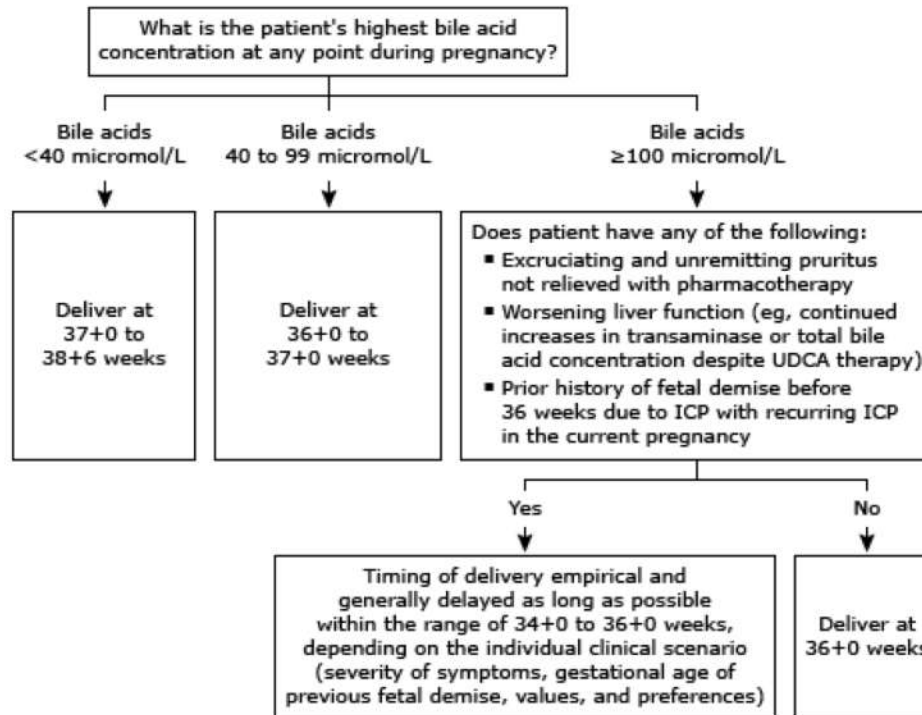 What is the patient's highest bile acid
concentration at any point during pregnancy?
Bile acids
<40 micromol/L
Bile acids
40 to 99 micromol/L
Bile acids
≥100 micromol/L
Deliver at
37+0 to
38+6 weeks
Deliver at
36+0 to
37+0 weeks
Does patient have any of the following:
▪ Excruciating and unremitting pruritus
not relieved with pharmacotherapy
▪ Worsening liver function (eg, continued
increases in transaminase or total bile
acid concentration despite UDCA therapy)
▪ Prior history of fetal demise before
36 weeks due to ICP with recurring ICP
in the current pregnancy
Yes
No
Timing of delivery empirical and
generally delayed as long as possible
within the range of 34+0 to 36+0 weeks,
depending on the individual clinical scenario
(severity of symptoms, gestational age of
previous fetal demise, values, and preferences)
Deliver at
36+0 weeks